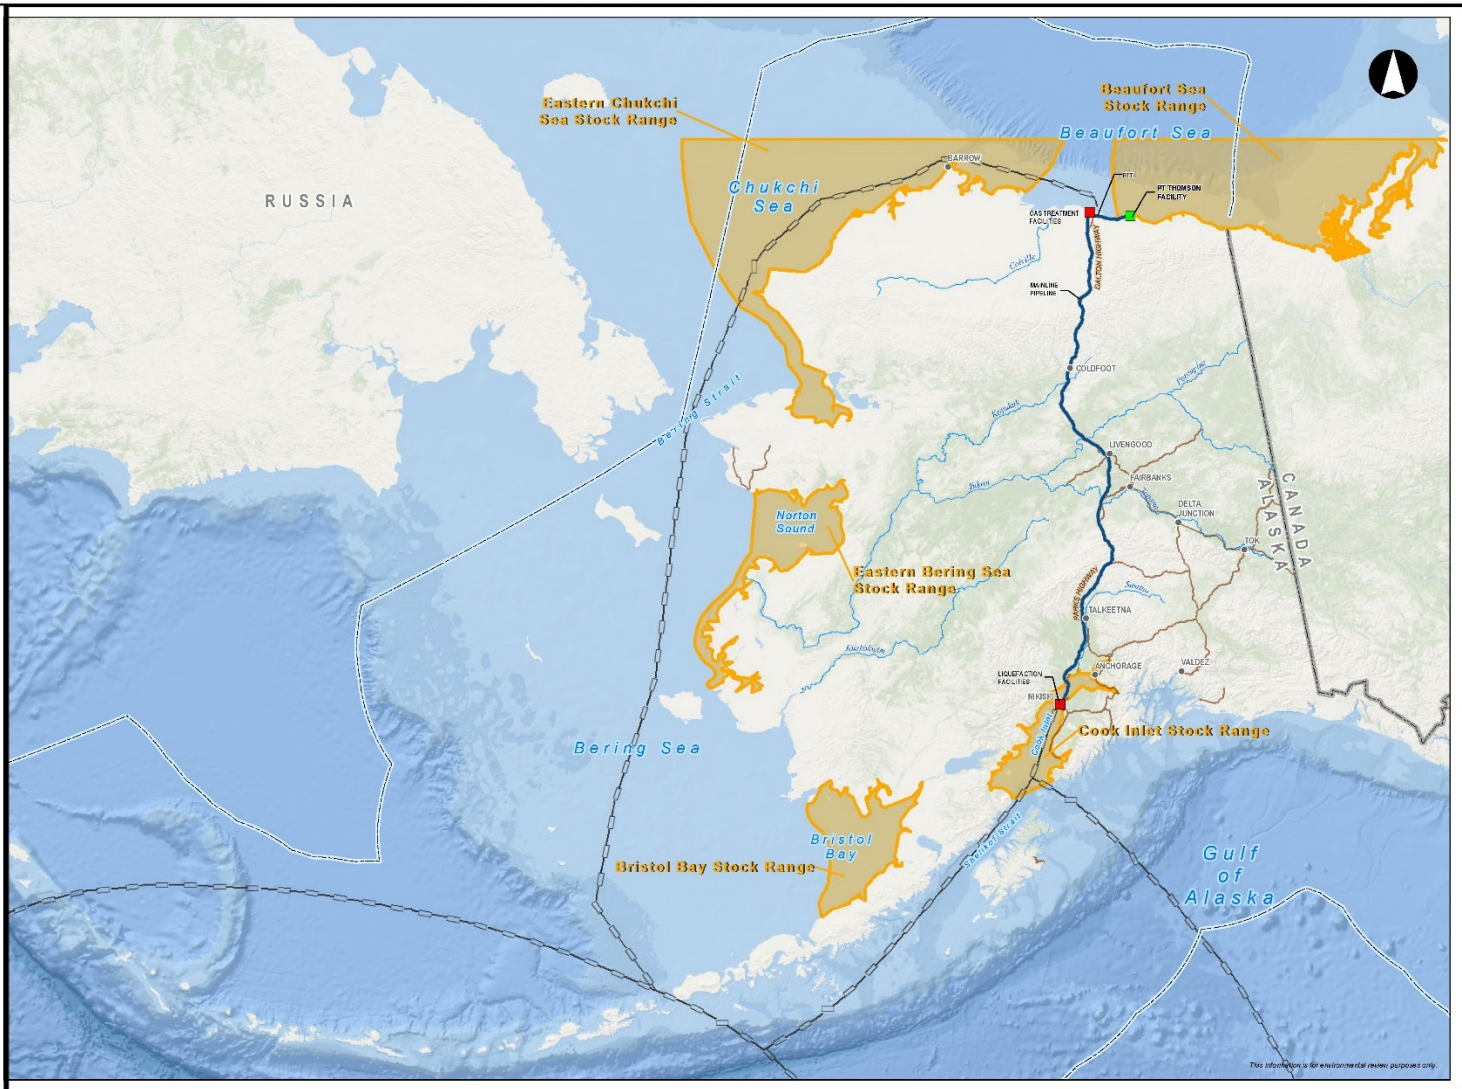 Eastern Chukchi
Sea Stock Range
Beaufort Sea
Stock Range
Beaufort Sea
BARROW
RUSSIA
Chukchi
Sea
PTTL
PT THOMSON
FACILITY
GAS TREATMENT
FACILITIES
DALTON HIGHWAY
Colville
MAINLINE
PIPELINE
COLDFOOT
Porcupine
Bering Strait
Koyukuk
LIVENGOOD
FAIRBANKS
Yukon
Tanana
DELTA
JUNCTION
CANADA
ALASKA
TOK
Norton
Sound
Eastern Bering Sea
Stock Range
PARKS HIGHWAY
Susitna
TALKEETNA
Kuskokwim
ANCHORAGE
VALDEZ
LIQUEFACTION
FACILITIES
NIKISKI
Cook Inlet
Cook Inlet Stock Range
Bering Sea
Bristol
Bay
Bristol Bay Stock Range
Shelikof Strait
Gulf
of
Alaska
This information is for environmental review purposes only.